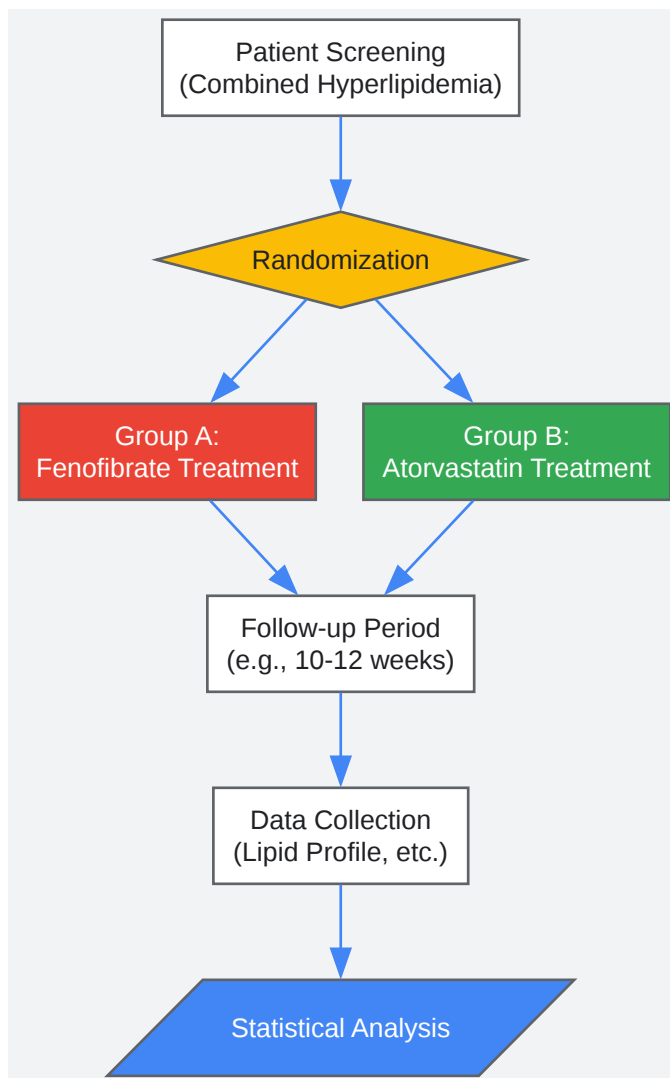 Patient Screening
(Combined Hyperlipidemia)
Randomization
Group A:
Fenofibrate Treatment
Group B:
Atorvastatin Treatment
Follow-up Period
(e.g., 10-12 weeks)
Data Collection
(Lipid Profile, etc.)
Statistical Analysis